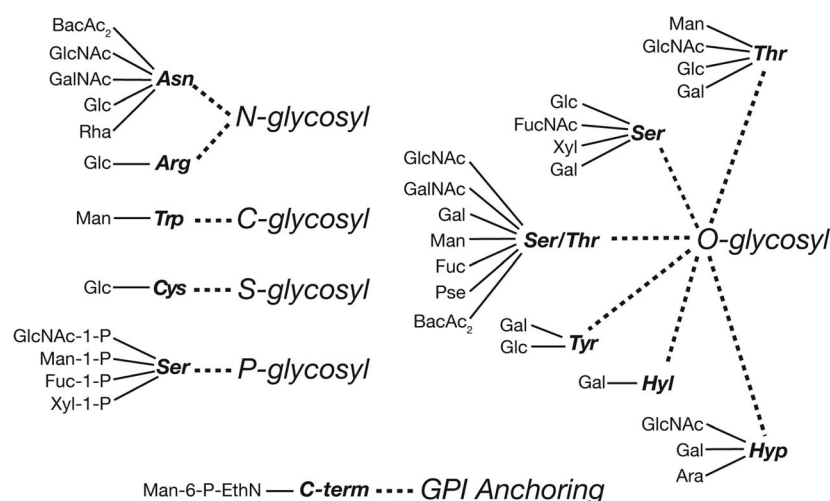 BacAc2
GlcNAc
GalNAc
Glc
Rha
Asn
Glc
Arg
N-glycosyl
Man
Trp
C-glycosyl
Glc
Cys
S-glycosyl
GlcNAc-1-P
Man-1-P
Fuc-1-P
Xyl-1-P
Ser
P-glycosyl
Man
GlcNAc
Glc
Gal
Thr
Glc
FucNAc
Xyl
Gal
Ser
GlcNAc
GalNAc
Gal
Man
Fuc
Pse
BacAc2
Ser/Thr
O-glycosyl
Gal
Glc
Tyr
Gal
Hyl
GlcNAc
Gal
Ara
Hyp
Man-6-P-EthN
C-term
GPI Anchoring